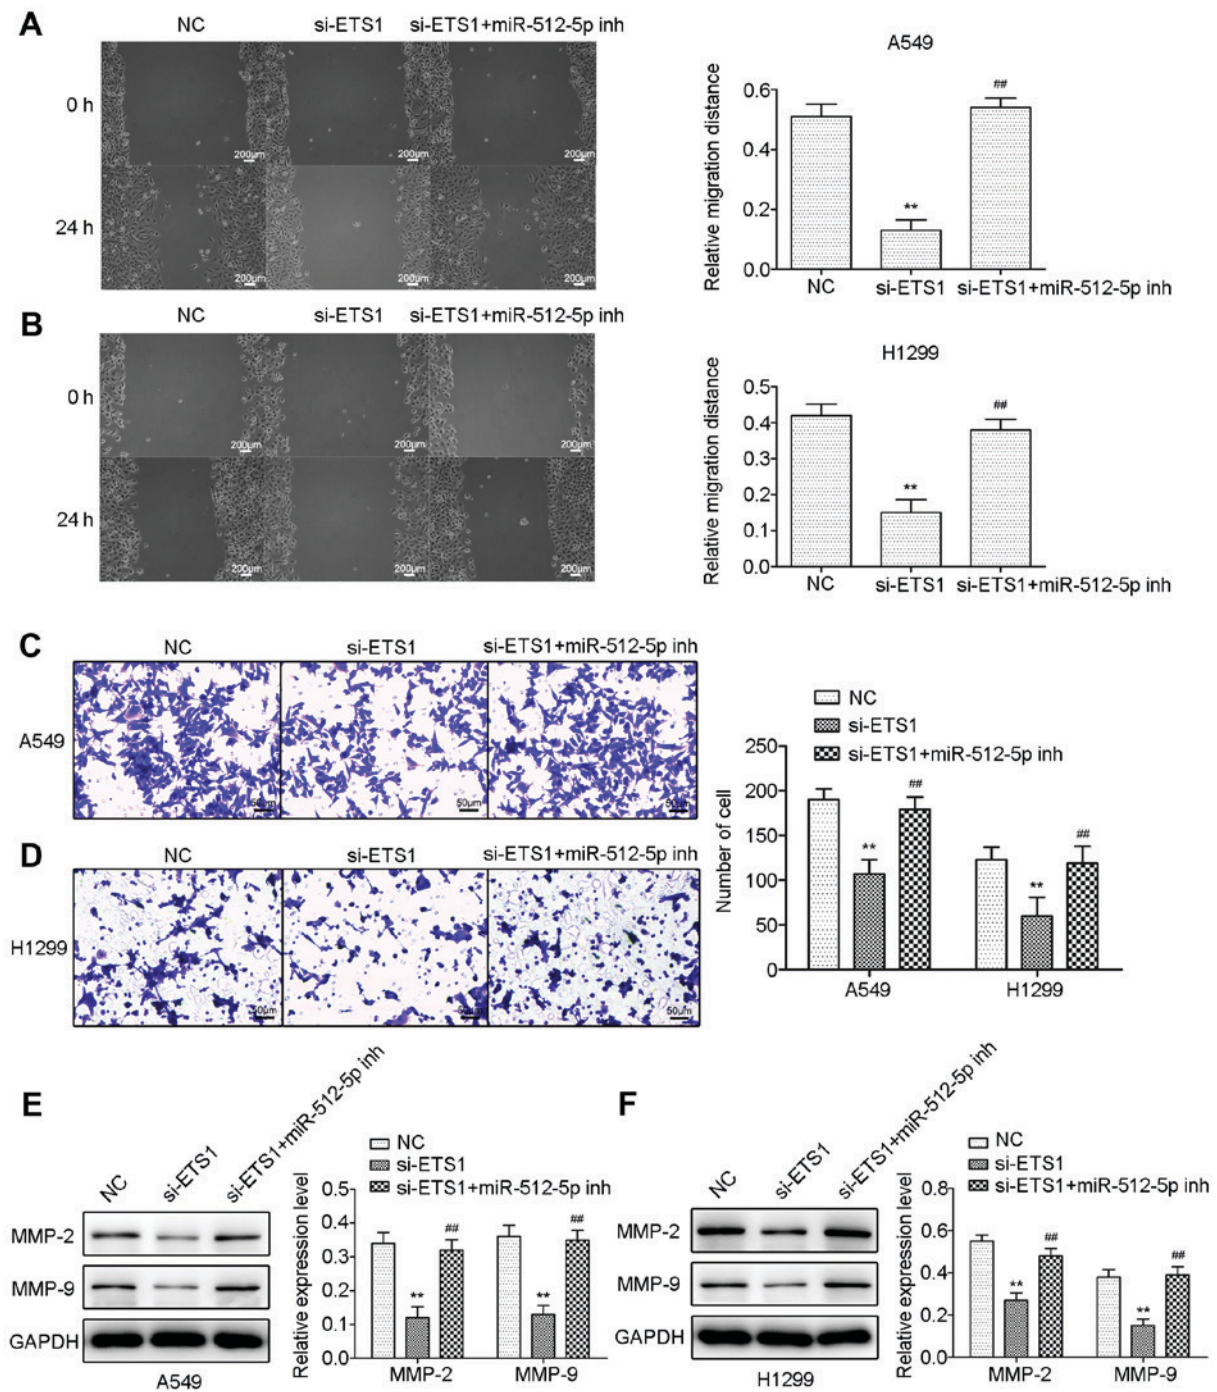 A
NC si-ETS1 si-ETS1+miR-512-5p inh
0 h
200μm 200μm 200μm
24 h
200μm 200μm 200μm
A549
Relative migration distance
0.6
0.4
0.2
0.0
**
##
NC si-ETS1 si-ETS1+miR-512-5p inh
B
NC si-ETS1 si-ETS1+miR-512-5p inh
0 h
200μm 200μm 200μm
24 h
200μm 200μm 200μm
H1299
Relative migration distance
0.5
0.4
0.3
0.2
0.1
0.0
**
##
NC si-ETS1 si-ETS1+miR-512-5p inh
C
NC si-ETS1 si-ETS1+miR-512-5p inh
A549
50μm 50μm 50μm
D
NC si-ETS1 si-ETS1+miR-512-5p inh
H1299
50μm 50μm 50μm
NC
si-ETS1
si-ETS1+miR-512-5p inh
Number of cell
250
200
150
100
50
0
** ## ** ##
A549 H1299
E
NC si-ETS1 si-ETS1+miR-512-5p inh
MMP-2
MMP-9
GAPDH
A549
NC
si-ETS1
si-ETS1+miR-512-5p inh
Relative expression level
0.5
0.4
0.3
0.2
0.1
0.0
** ## ** ##
MMP-2 MMP-9
F
NC si-ETS1 si-ETS1+miR-512-5p inh
MMP-2
MMP-9
GAPDH
H1299
NC
si-ETS1
si-ETS1+miR-512-5p inh
Relative expression level
0.8
0.6
0.4
0.2
0.0
** ## ** ##
MMP-2 MMP-9